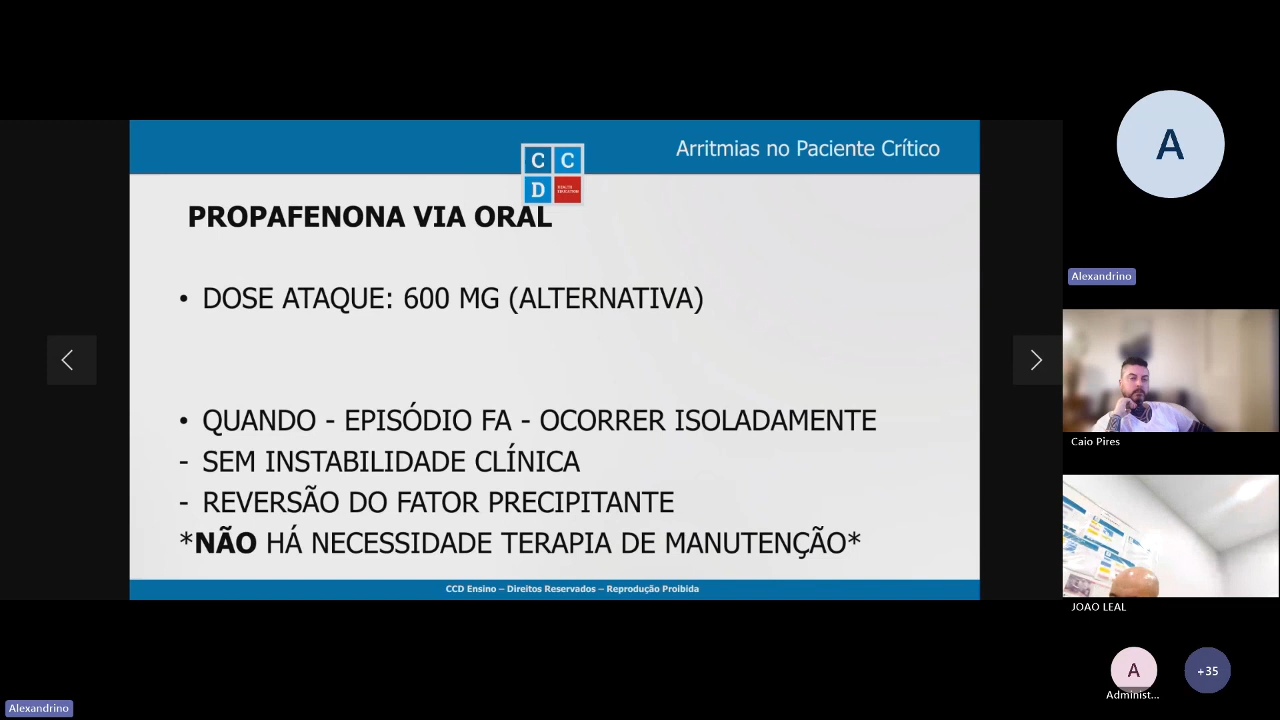 Arritmias no Paciente Crítico
C C
D HEALTH EDUCATION
PROPAFENONA VIA ORAL
• DOSE ATAQUE: 600 MG (ALTERNATIVA)
• QUANDO - EPISÓDIO FA - OCORRER ISOLADAMENTE
- SEM INSTABILIDADE CLÍNICA
- REVERSÃO DO FATOR PRECIPITANTE
*NÃO HÁ NECESSIDADE TERAPIA DE MANUTENÇÃO*
CCD Ensino – Direitos Reservados – Reprodução Proibida
A
Alexandrino
Caio Pires
JOAO LEAL
A
+35
Administ...
Alexandrino